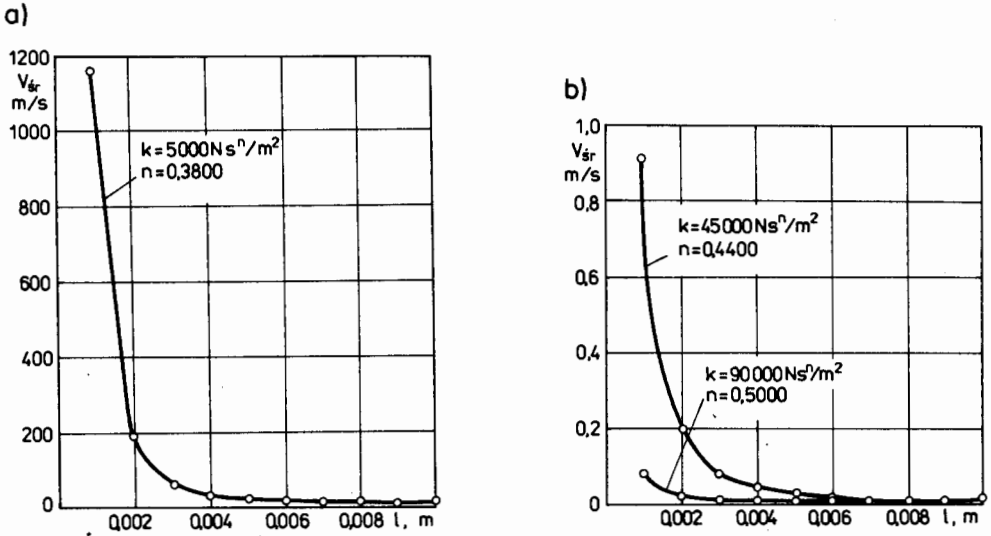 a)
1200
Vśr
m/s
1000
k=5000Nsⁿ/m²
n=0,3800
800
600
400
200
0
0,002
0,004
0,006
0,008 l, m
b)
1,0
Vśr
m/s
0,8
k=45000Nsⁿ/m²
n=0,4400
0,6
0,4
k=90000Nsⁿ/m²
n=0,5000
0,2
0
0,002
0,004
0,006
0,008 l, m